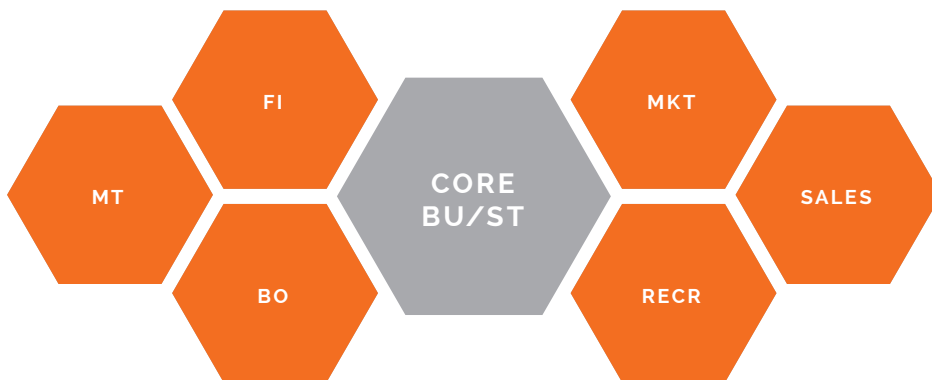 FI
MKT
MT
CORE
BU/ST
SALES
BO
RECR